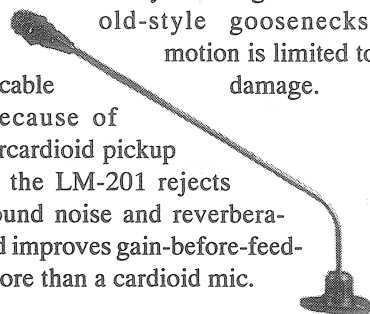 old-style goosenecks
motion is limited to
cable damage.
ecause of
rcardioid pickup
the LM-201 rejects
ound noise and reverbera-
d improves gain-before-feed-
ore than a cardioid mic.